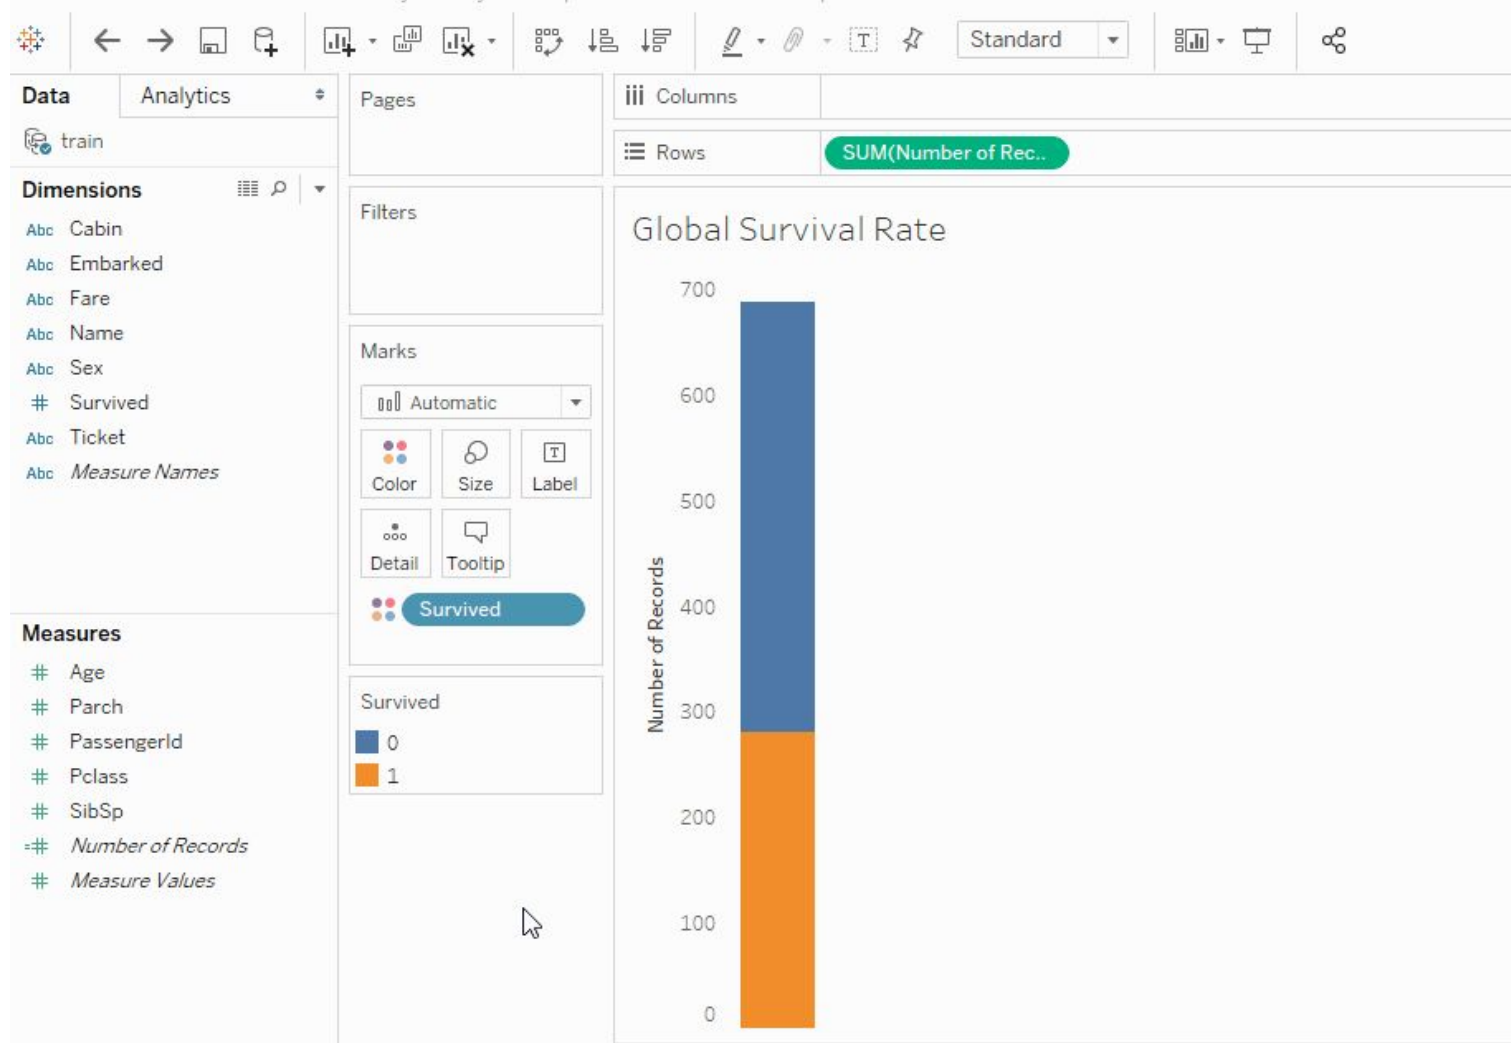 Standard
Data
Analytics
train
Dimensions
Abc Cabin
Abc Embarked
Abc Fare
Abc Name
Abc Sex
# Survived
Abc Ticket
Abc Measure Names
Measures
# Age
# Parch
# PassengerId
# Pclass
# SibSp
=# Number of Records
# Measure Values
Pages
Filters
Marks
Automatic
Color Size Label
Detail Tooltip
Survived
Survived
0
1
Columns
Rows SUM(Number of Rec..
Global Survival Rate
Number of Records
700
600
500
400
300
200
100
0